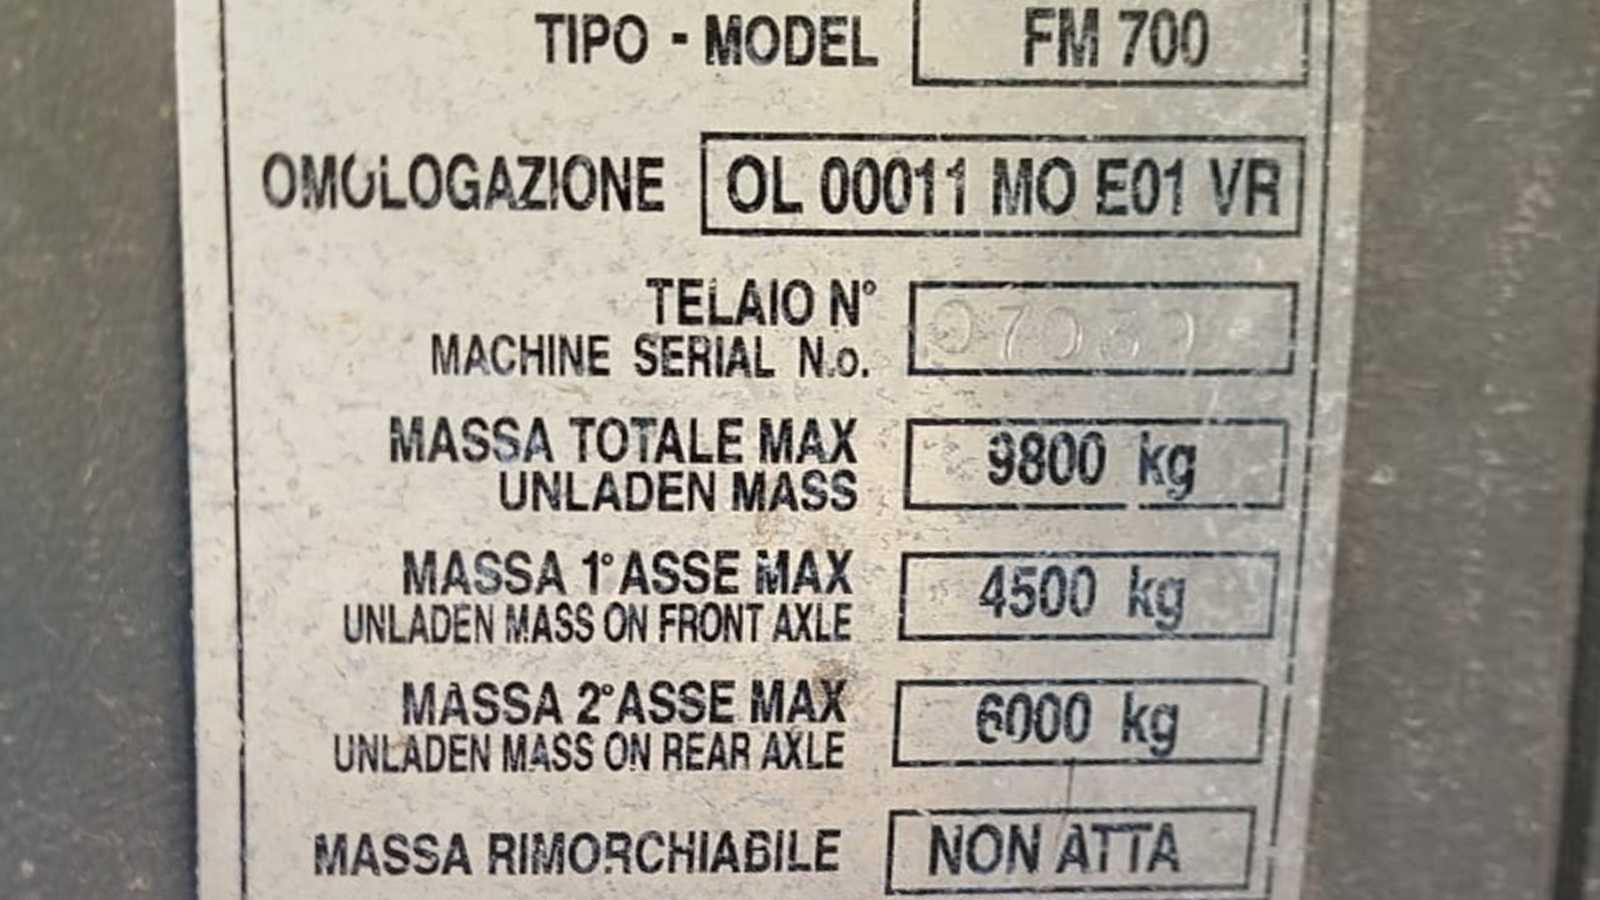 TIPO - MODEL FM 700
OMOLOGAZIONE OL 00011 MO E01 VR
TELAIO N°
MACHINE SERIAL N.o.
MASSA TOTALE MAX 9800 kg
UNLADEN MASS
MASSA 1°ASSE MAX 4500 kg
UNLADEN MASS ON FRONT AXLE
MASSA 2°ASSE MAX 6000 kg
UNLADEN MASS ON REAR AXLE
MASSA RIMORCHIABILE NON ATTA